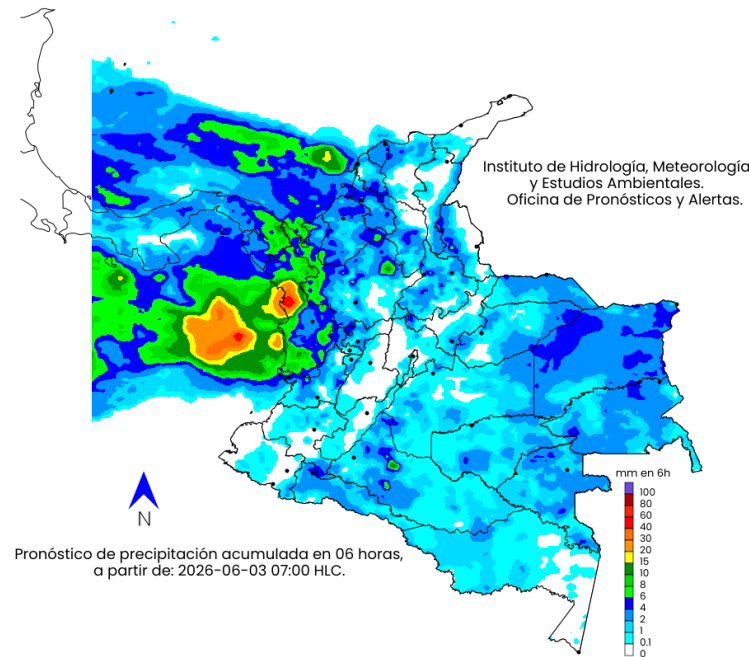 Instituto de Hidrología, Meteorología
y Estudios Ambientales.
Oficina de Pronósticos y Alertas.
mm en 6h
100
80
60
40
30
20
15
10
8
6
4
2
1
0.1
0
N
Pronóstico de precipitación acumulada en 06 horas,
a partir de: 2026-06-03 07:00 HLC.